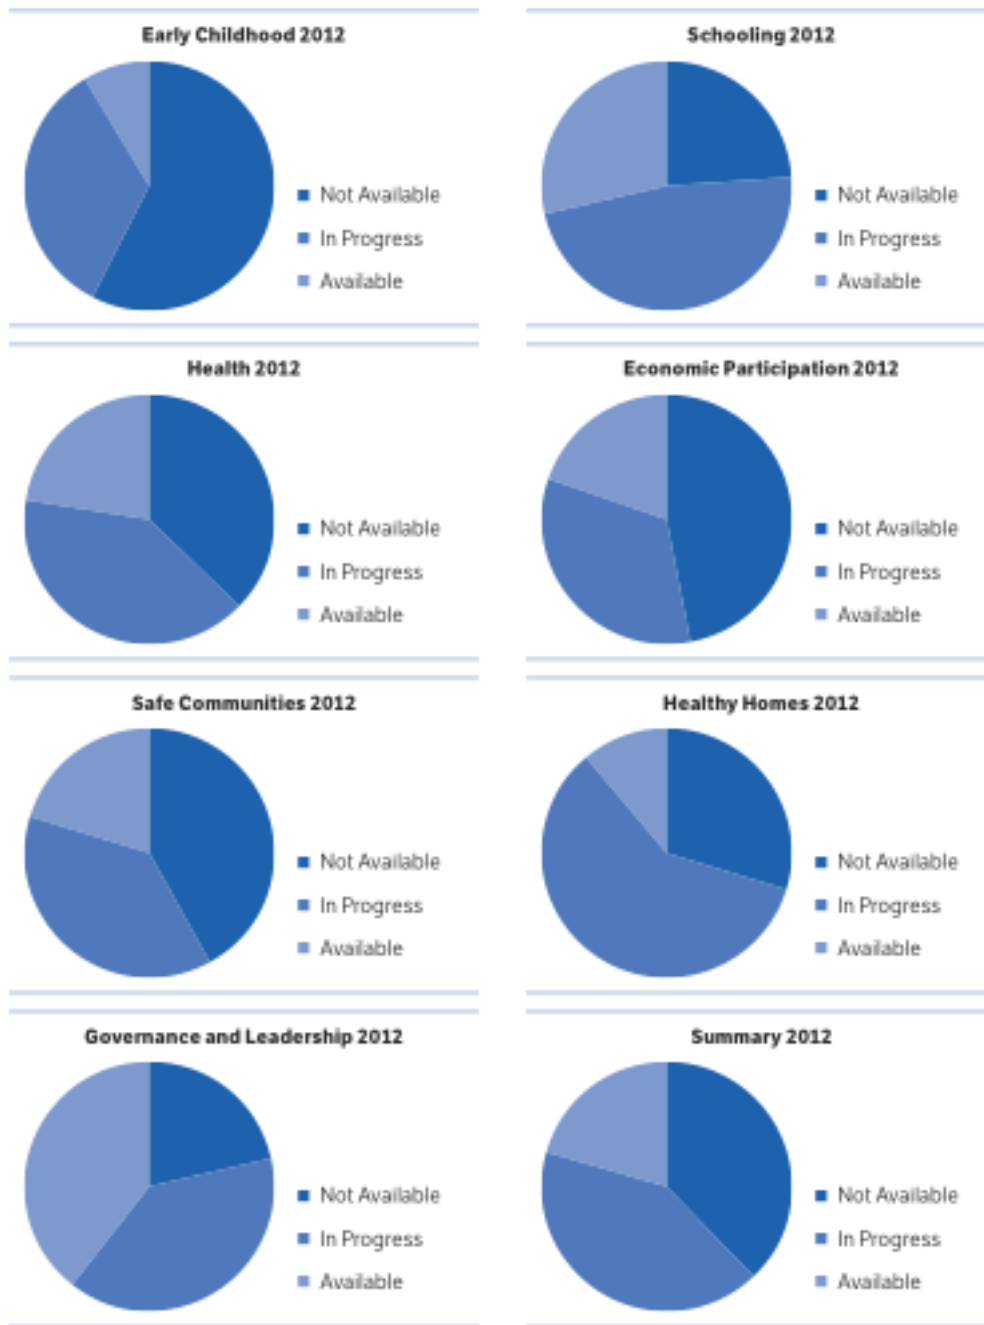 Early Childhood 2012
Not Available
In Progress
Available
Schooling 2012
Not Available
In Progress
Available
Health 2012
Not Available
In Progress
Available
Economic Participation 2012
Not Available
In Progress
Available
Safe Communities 2012
Not Available
In Progress
Available
Healthy Homes 2012
Not Available
In Progress
Available
Governance and Leadership 2012
Not Available
In Progress
Available
Summary 2012
Not Available
In Progress
Available